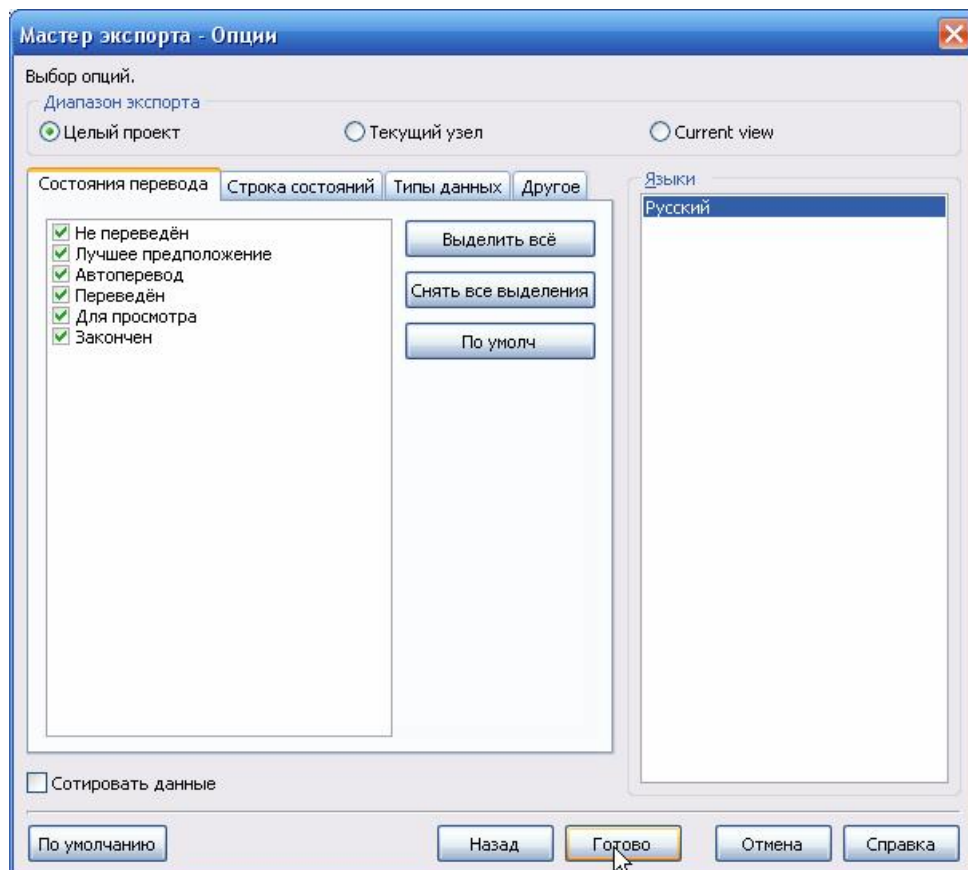 Мастер экспорта - Опции
Выбор опций.
Диапазон экспорта
Целый проект
Текущий узел
Current view
Состояния перевода
Строка состояний
Типы данных
Другое
Языки
Русский
Не переведён
Лучшее предположение
Автоперевод
Переведён
Для просмотра
Закончен
Выделить всё
Снять все выделения
По умолч
Сотировать данные
По умолчанию
Назад
Готово
Отмена
Справка